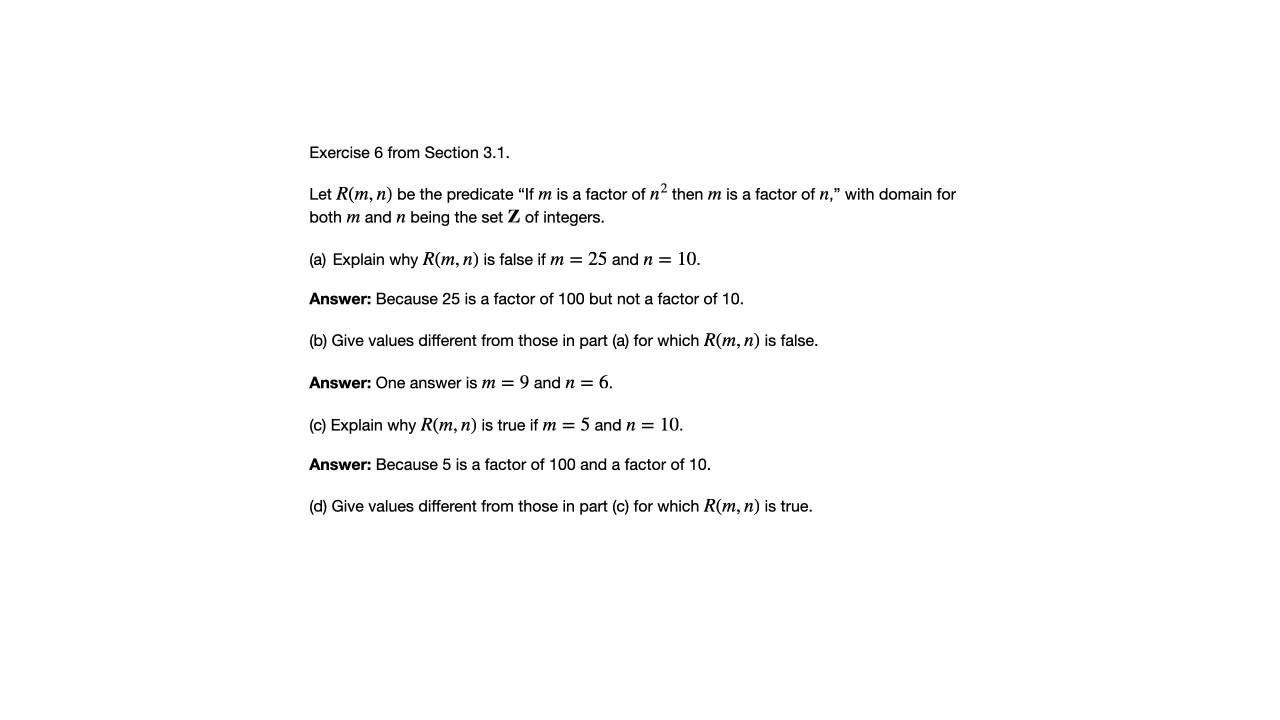 Exercise 6 from Section 3.1.
Let R(m, n) be the predicate “If m is a factor of n² then m is a factor of n,” with domain for
both m and n being the set Z of integers.
(a) Explain why R(m, n) is false if m = 25 and n = 10.
Answer: Because 25 is a factor of 100 but not a factor of 10.
(b) Give values different from those in part (a) for which R(m, n) is false.
Answer: One answer is m = 9 and n = 6.
(c) Explain why R(m, n) is true if m = 5 and n = 10.
Answer: Because 5 is a factor of 100 and a factor of 10.
(d) Give values different from those in part (c) for which R(m, n) is true.